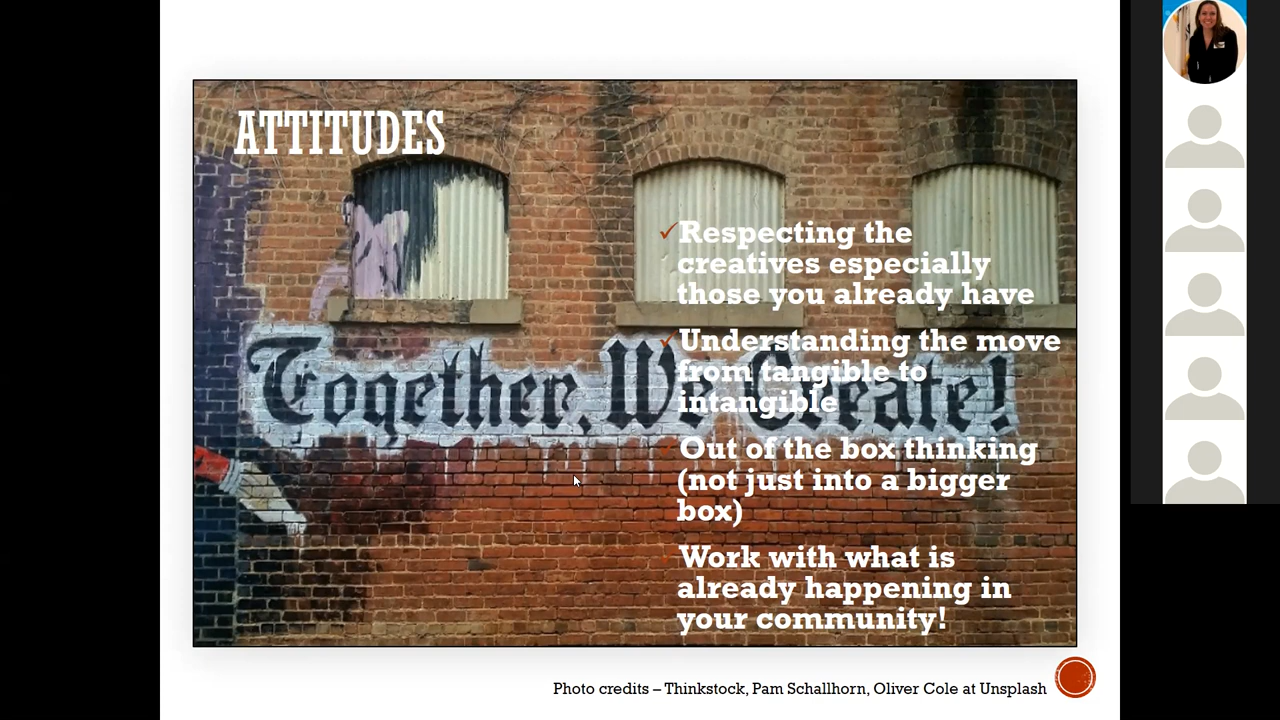 ATTITUDES
✓Respecting the
creatives especially
those you already have
✓Understanding the move
from tangible to
intangible
Together, We Create!
Out of the box thinking
(not just into a bigger
box)
Work with what is
already happening in
your community!
Photo credits – Thinkstock, Pam Schallhorn, Oliver Cole at Unsplash